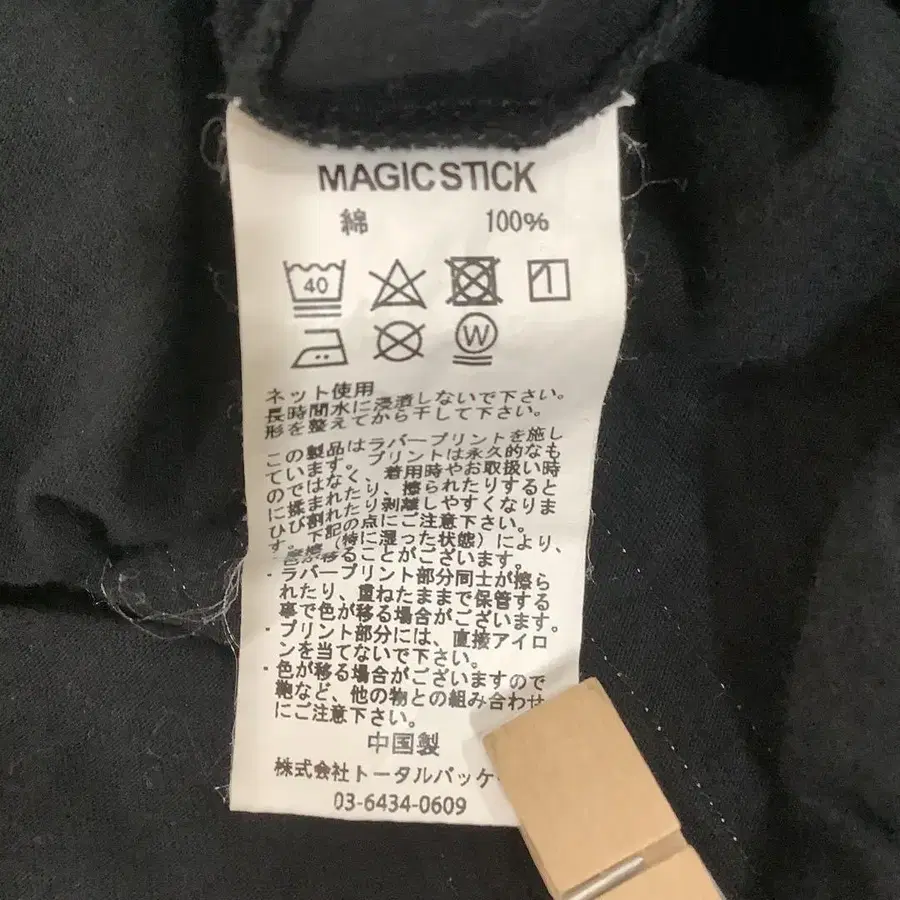 MAGIC STICK
綿 100%
40
W
ネット使用
長時間水に浸漬しないで下さい。
形を整えてから干して下さい。
この製品はラバープリントを施し
ています。プリントは永久的なも
のではなく、着用時やお取扱い時
に揉まれたり、擦られたりすると
ひび割れたり剥離しやすくなりま
す。下記の点にご注意下さい。
(特に湿った状態)により、
色が移ることがございます。
・ラバープリント部分同士が擦ら
れたり、重ねたままで保管する
事で色が移る場合がございます。
・プリント部分には、直接アイロ
ンを当てないで下さい。
・色が移る場合がございますので
鞄など、他の物との組み合わせ
にご注意下さい。
中国製
株式会社トータルパッケ
03-6434-0609